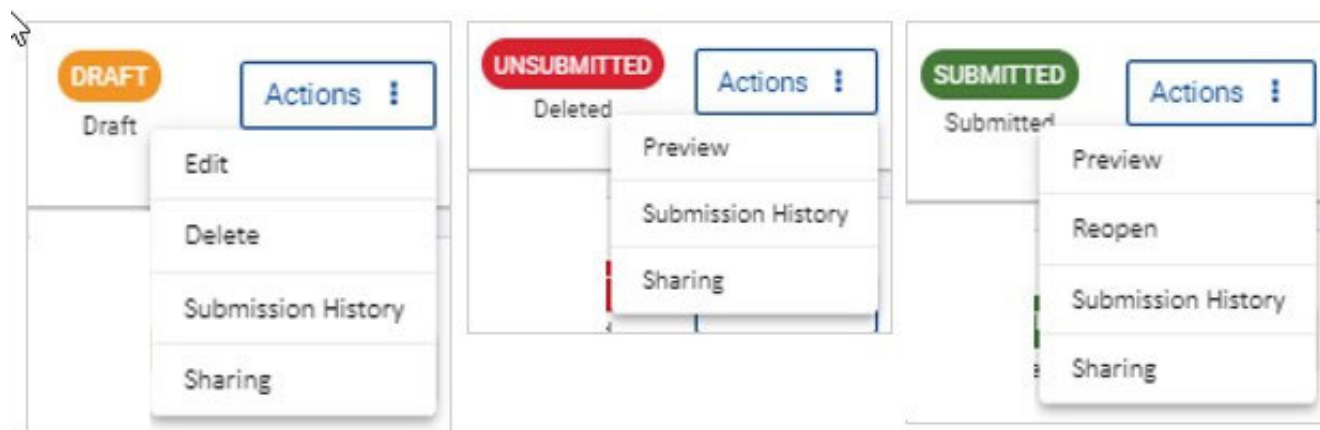 DRAFT
Draft
Actions
Edit
Delete
Submission History
Sharing
UNSUBMITTED
Deleted
Actions
Preview
Submission History
Sharing
SUBMITTED
Submitted
Actions
Preview
Reopen
Submission History
Sharing